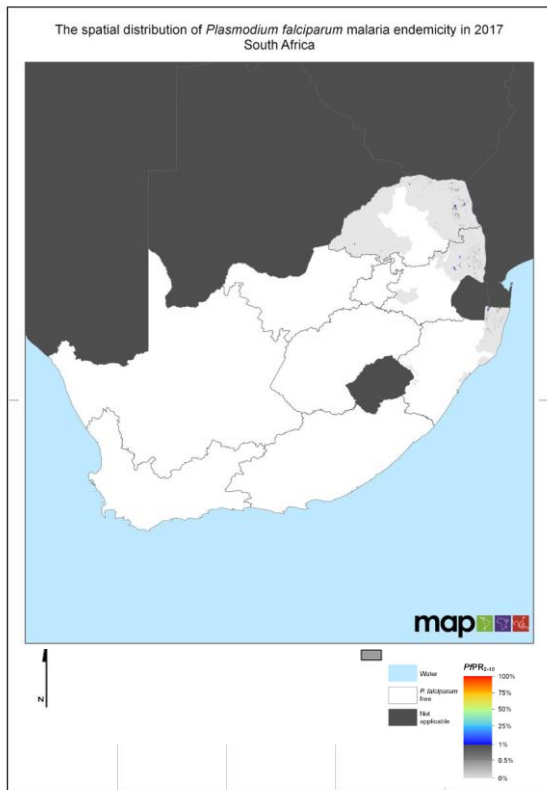 The spatial distribution of Plasmodium falciparum malaria endemicity in 2017
South Africa
map
N
Water
P. falciparum
free
Not
applicable
PfPR2-10
100%
75%
50%
25%
1%
0.5%
0%